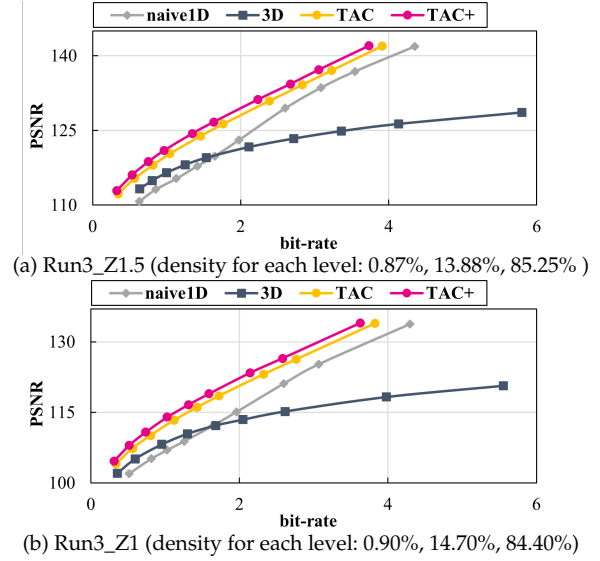 naive1D 3D TAC TAC+
140
125
110
PSNR
0 2 4 6
bit-rate
(a) Run3_Z1.5 (density for each level: 0.87%, 13.88%, 85.25% )
naive1D 3D TAC TAC+
130
115
100
PSNR
0 2 4 6
bit-rate
(b) Run3_Z1 (density for each level: 0.90%, 14.70%, 84.40%)